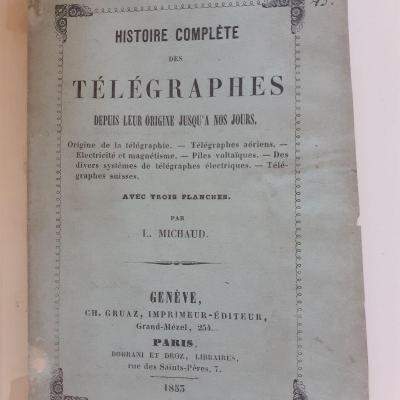 43.
HISTOIRE COMPLÈTE
DES
TÉLÉGRAPHES
DEPUIS LEUR ORIGINE JUSQU'A NOS JOURS.
Origine de la télégraphie. — Télégraphes aériens. —
Electricité et magnétisme. — Piles voltaïques. — Des
divers systèmes de télégraphes électriques. — Télé-
graphes suisses.
AVEC TROIS PLANCHES.
PAR
L. MICHAUD.
GENÈVE,
CH. GRUAZ, IMPRIMEUR-ÉDITEUR,
Grand-Mézel, 254.
PARIS,
BORRANI ET DROZ, LIBRAIRES,
rue des Saints-Pères, 7.
1853